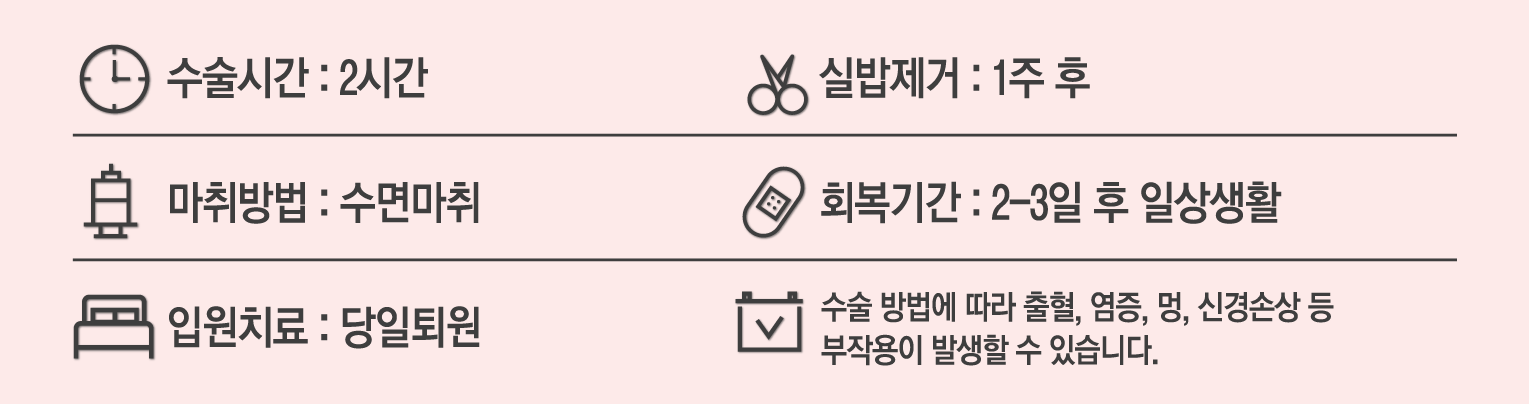 수술시간 : 2시간
실밥제거 : 1주 후
마취방법 : 수면마취
회복기간 : 2-3일 후 일상생활
입원치료 : 당일퇴원
수술 방법에 따라 출혈, 염증, 멍, 신경손상 등
부작용이 발생할 수 있습니다.